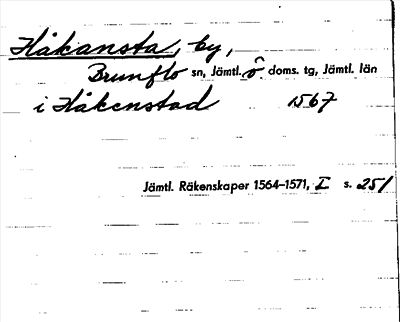 Håkansta, by,
Brunflo sn, Jämtl. ö. doms. tg, Jämtl. län
i Håkenstad 1567
Jämtl. Räkenskaper 1564–1571, I s. 251